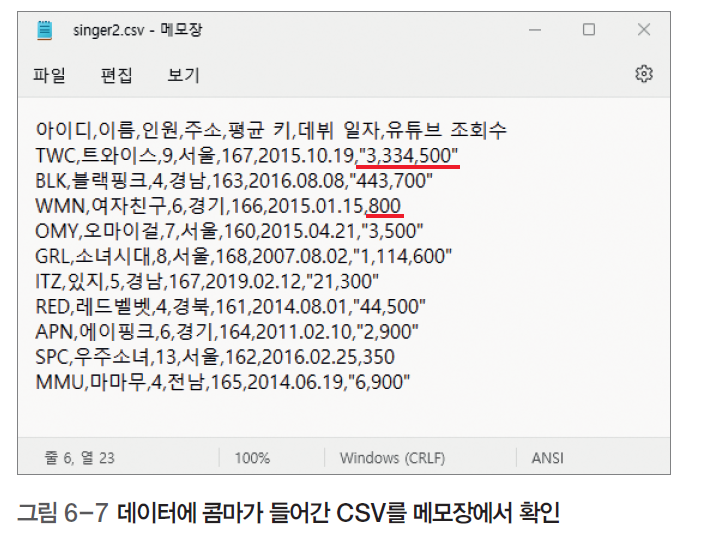 singer2.csv - 메모장
파일 편집 보기
아이디,이름,인원,주소,평균 키,데뷔 일자,유튜브 조회수
TWC,트와이스,9,서울,167,2015.10.19,"3,334,500"
BLK,블랙핑크,4,경남,163,2016.08.08,"443,700"
WMN,여자친구,6,경기,166,2015.01.15,800
OMY,오마이걸,7,서울,160,2015.04.21,"3,500"
GRL,소녀시대,8,서울,168,2007.08.02,"1,114,600"
ITZ,있지,5,경남,167,2019.02.12,"21,300"
RED,레드벨벳,4,경북,161,2014.08.01,"44,500"
APN,에이핑크,6,경기,164,2011.02.10,"2,900"
SPC,우주소녀,13,서울,162,2016.02.25,350
MMU,마마무,4,전남,165,2014.06.19,"6,900"
줄 6, 열 23 100% Windows (CRLF) ANSI
그림 6-7 데이터에 콤마가 들어간 CSV를 메모장에서 확인